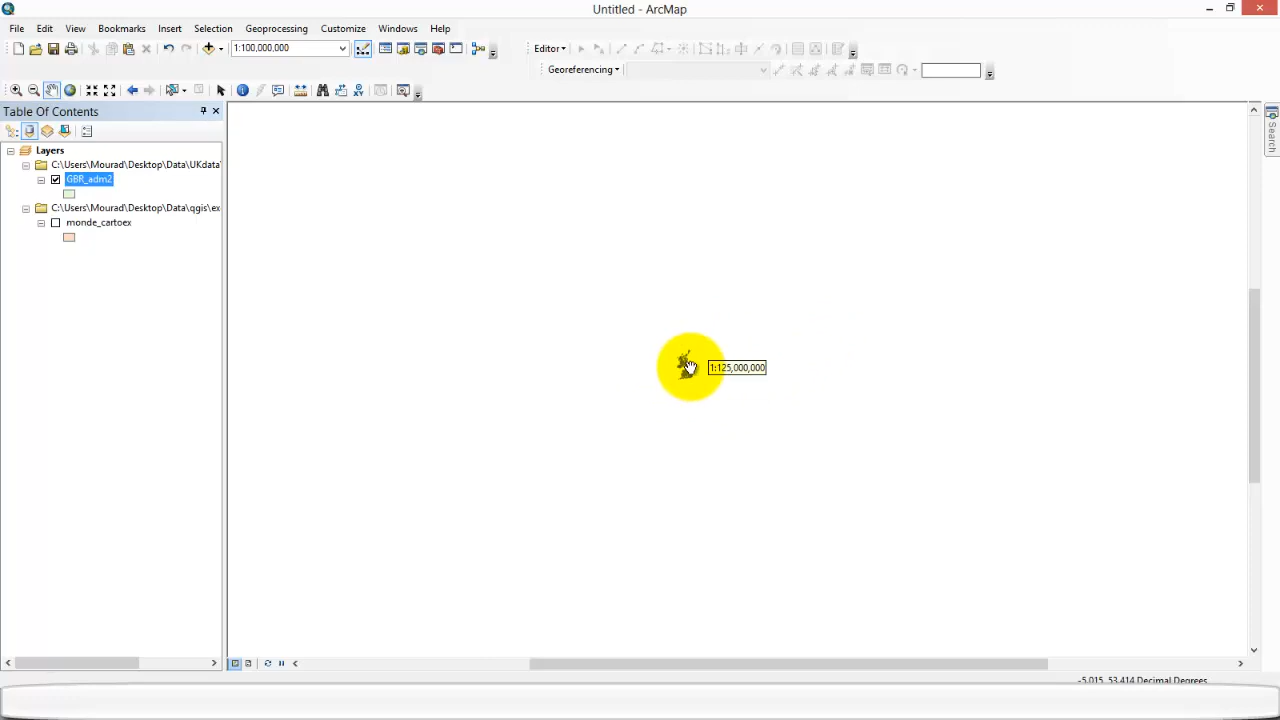 Untitled - ArcMap
File Edit View Bookmarks Insert Selection Geoprocessing Customize Windows Help
1:100,000,000
Editor
Georeferencing
Table Of Contents
Layers
C:\Users\Mourad\Desktop\Data\UKdata
GBR_adm2
C:\Users\Mourad\Desktop\Data\qgis\ex
monde_cartoex
1:125,000,000
Search
-5.015 53.414 Decimal Degrees